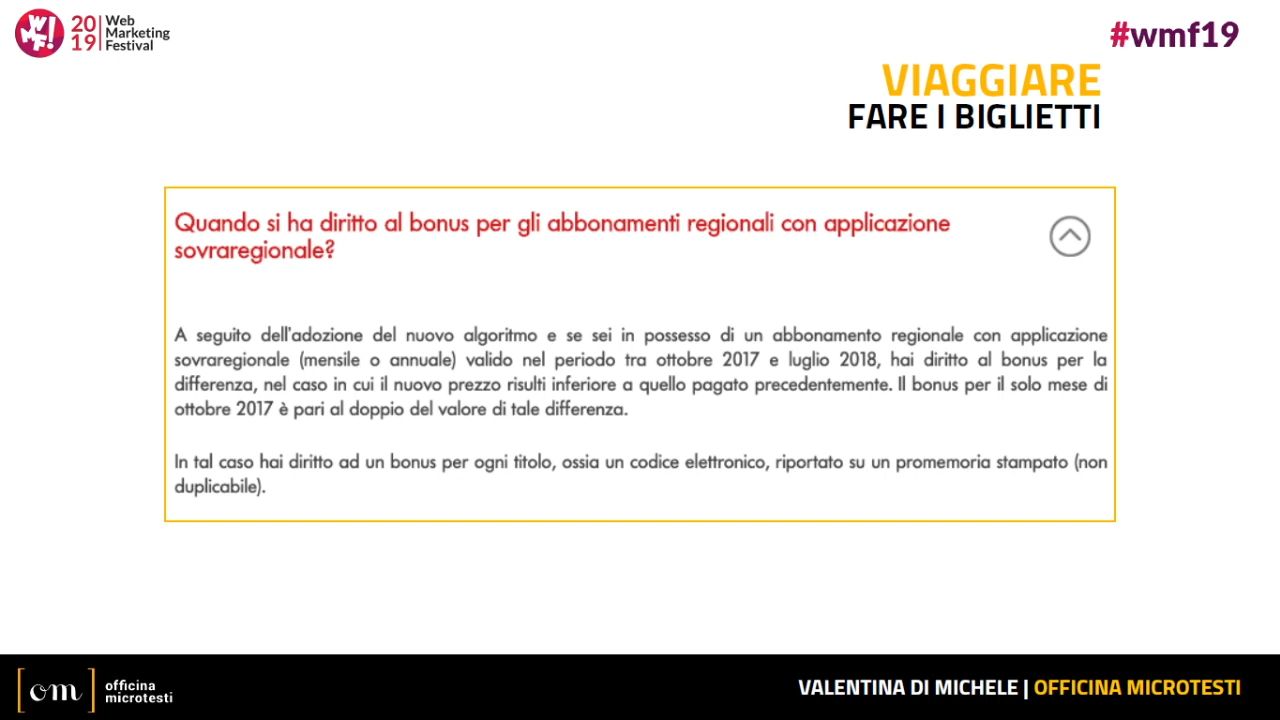 WMF!
2019
Web
Marketing
Festival
#wmf19
VIAGGIARE
FARE I BIGLIETTI
Quando si ha diritto al bonus per gli abbonamenti regionali con applicazione
sovraregionale?
A seguito dell'adozione del nuovo algoritmo e se sei in possesso di un abbonamento regionale con applicazione
sovraregionale (mensile o annuale) valido nel periodo tra ottobre 2017 e luglio 2018, hai diritto al bonus per la
differenza, nel caso in cui il nuovo prezzo risulti inferiore a quello pagato precedentemente. Il bonus per il solo mese di
ottobre 2017 è pari al doppio del valore di tale differenza.
In tal caso hai diritto ad un bonus per ogni titolo, ossia un codice elettronico, riportato su un promemoria stampato (non
duplicabile).
[om]
officina
microtesti
VALENTINA DI MICHELE | OFFICINA MICROTESTI